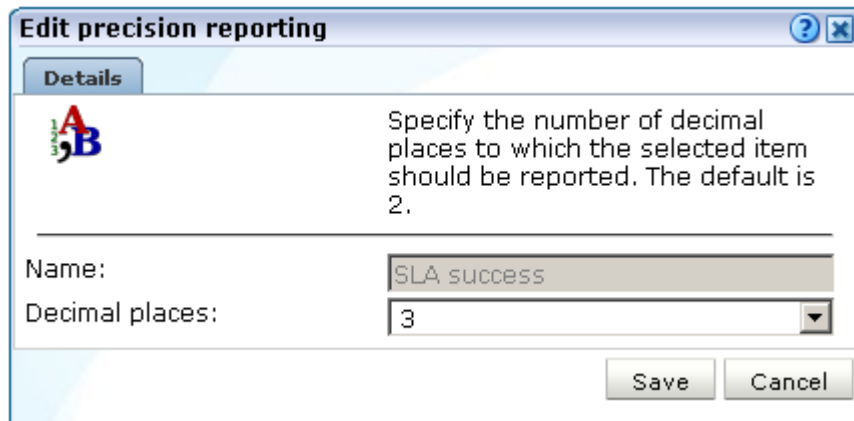 Edit precision reporting
Details
Specify the number of decimal
places to which the selected item
should be reported. The default is
2.
Name:
SLA success
Decimal places:
3
Save
Cancel